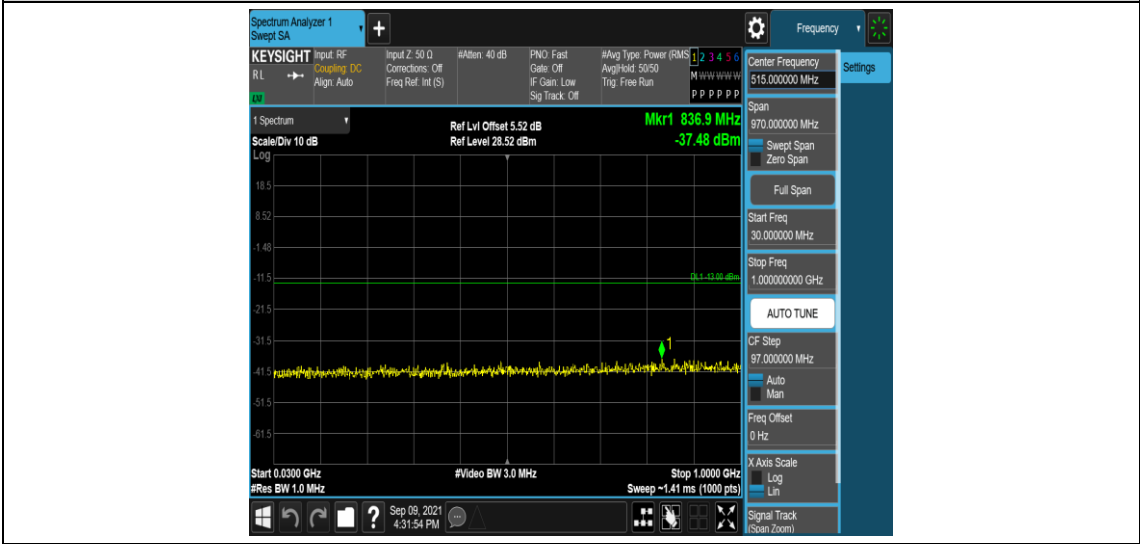 Spectrum Analyzer 1
Swept SA
Frequency
KEYSIGHT
RL
Input: RF
Coupling: DC
Align: Auto
Input Z: 50 Ω
Corrections: Off
Freq Ref: Int (S)
#Atten: 40 dB
PNO: Fast
Gate: Off
IF Gain: Low
Sig Track: Off
#Avg Type: Power (RMS
Avg|Hold: 50/50
Trig: Free Run
1 2 3 4 5 6
M W W W W W
P P P P P P
1 Spectrum
Scale/Div 10 dB
Log
Ref Lvl Offset 5.52 dB
Ref Level 28.52 dBm
Mkr1 836.9 MHz
-37.48 dBm
18.5
8.52
-1.48
-11.5
DL1 -13.00 dBm
-21.5
-31.5
1
-41.5
-51.5
-61.5
Start 0.0300 GHz
#Res BW 1.0 MHz
#Video BW 3.0 MHz
Stop 1.0000 GHz
Sweep ~1.41 ms (1000 pts)
Sep 09, 2021
4:31:54 PM
Settings
Center Frequency
515.000000 MHz
Span
970.000000 MHz
Swept Span
Zero Span
Full Span
Start Freq
30.000000 MHz
Stop Freq
1.000000000 GHz
AUTO TUNE
CF Step
97.000000 MHz
Auto
Man
Freq Offset
0 Hz
X Axis Scale
Log
Lin
Signal Track
(Span Zoom)